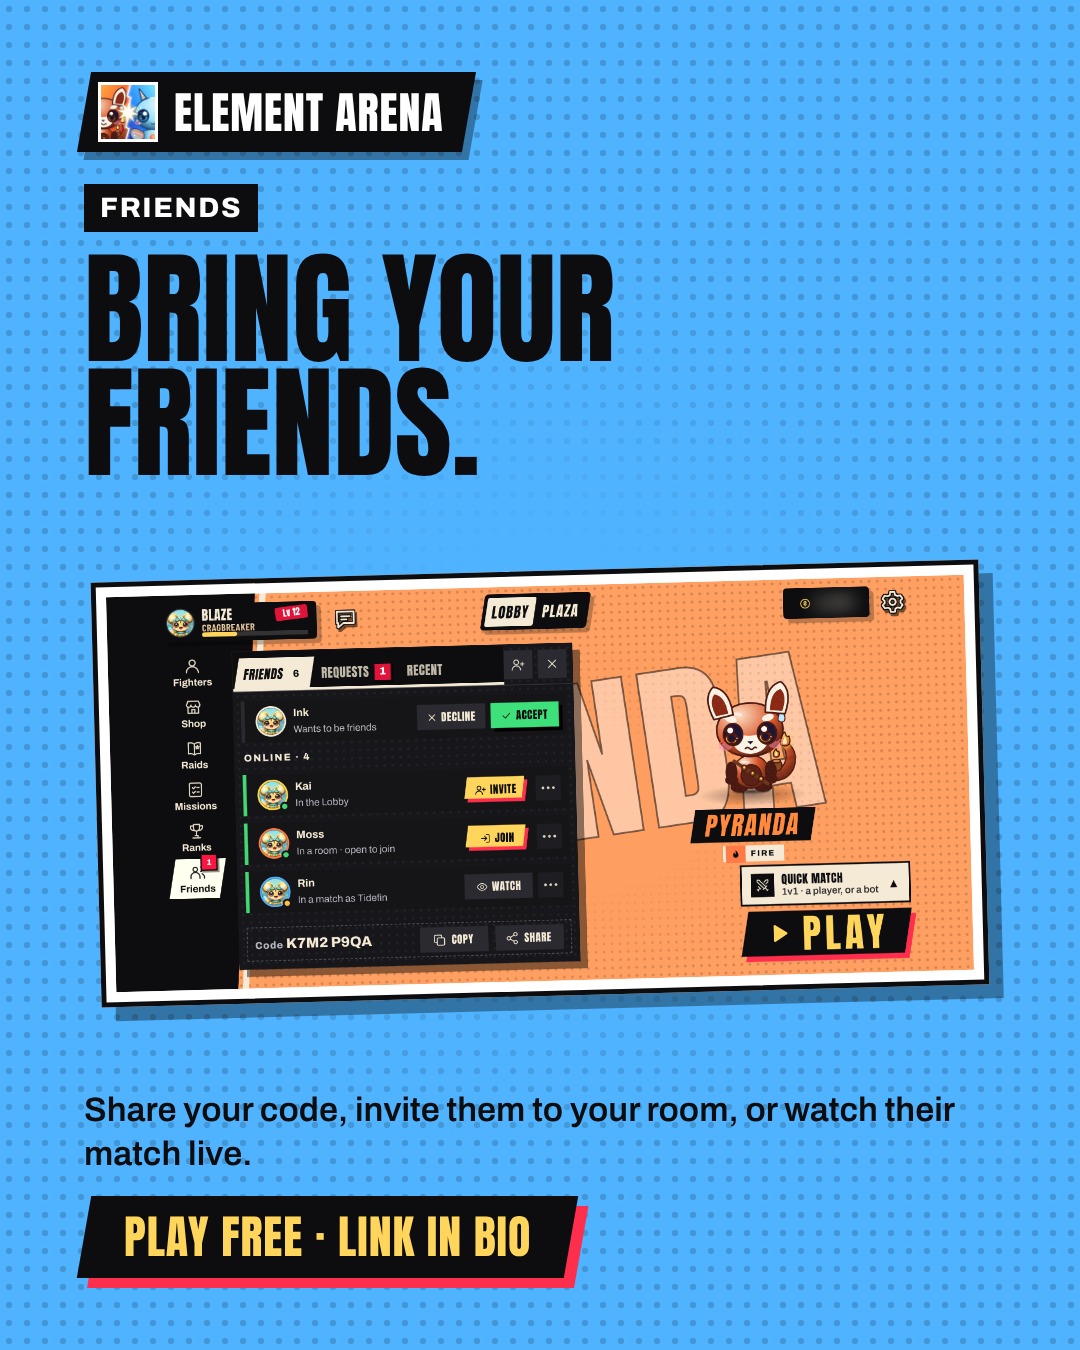 ELEMENT ARENA
FRIENDS
BRING YOUR
FRIENDS.
BLAZE
Lv 12
CRAGBREAKER
LOBBY PLAZA
Fighters
Shop
Raids
Missions
Ranks
1
Friends
FRIENDS 6 REQUESTS 1 RECENT
Ink
Wants to be friends
DECLINE ACCEPT
ONLINE · 4
Kai
In the Lobby
INVITE
Moss
In a room · open to join
JOIN
Rin
In a match as Tidefin
WATCH
Code K7M2 P9QA
COPY SHARE
NDA
PYRANDA
FIRE
QUICK MATCH
1v1 · a player, or a bot
PLAY
Share your code, invite them to your room, or watch their
match live.
PLAY FREE · LINK IN BIO